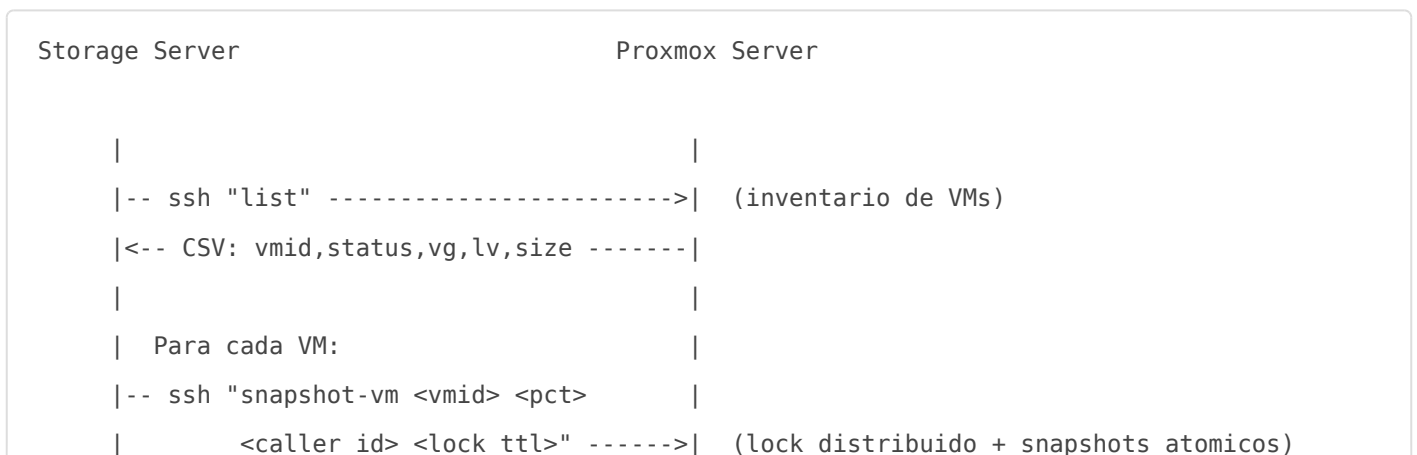 Storage Server                          Proxmox Server
     |                                       |
     |-- ssh "list" ------------------------>|  (inventario de VMs)
     |<-- CSV: vmid,status,vg,lv,size -------|
     |                                       |
     |  Para cada VM:                        |
     |-- ssh "snapshot-vm <vmid> <pct>       |
     |        <caller id> <lock ttl>" ------>|  (lock distribuido + snapshots atomicos)